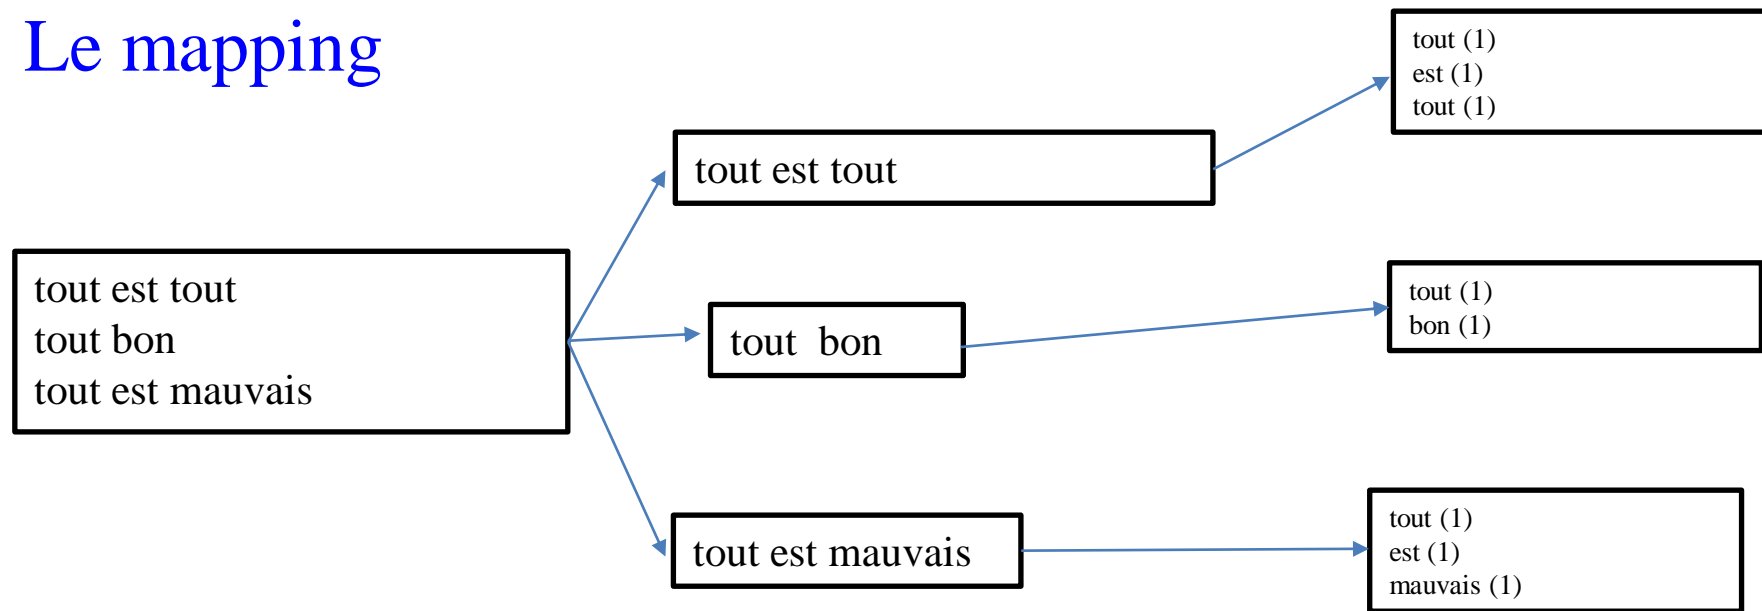 Le mapping
tout est tout
tout bon
tout est mauvais
tout est tout
tout  bon
tout est mauvais
tout (1)
est (1)
tout (1)
tout (1)
bon (1)
tout (1)
est (1)
mauvais (1)